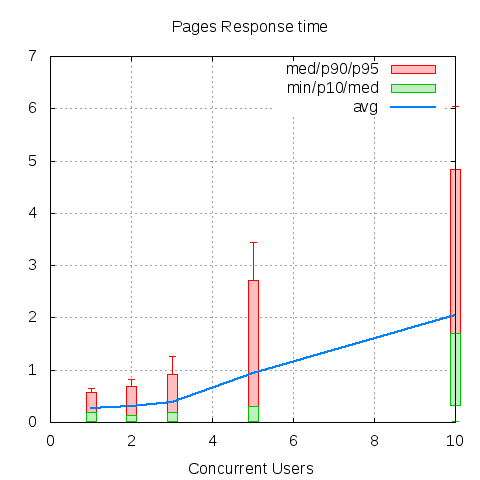 Pages Response time
med/p90/p95
min/p10/med
avg
7
6
5
4
3
2
1
0
0 2 4 6 8 10
Concurrent Users